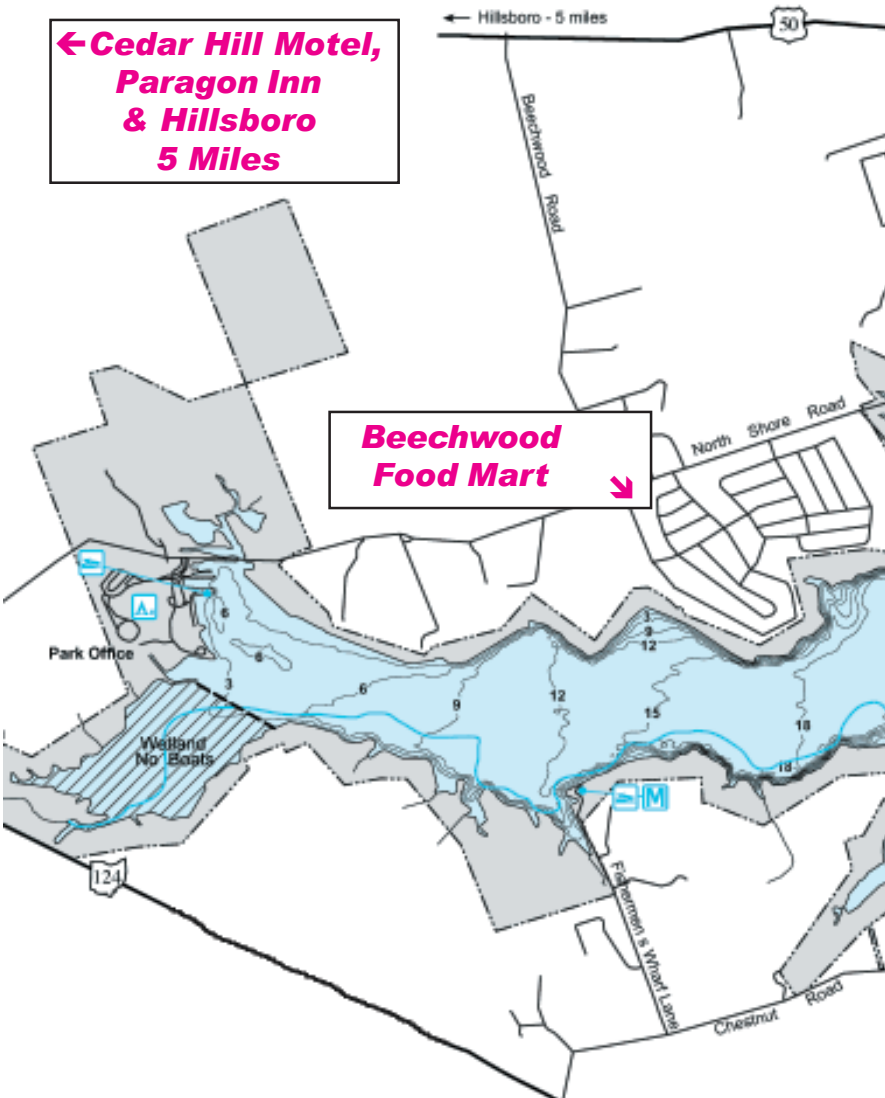 ← Hillsboro - 5 miles
50
←Cedar Hill Motel,
Paragon Inn
& Hillsboro
5 Miles
Beechwood Road
Beechwood
Food Mart
North Shore Road
Park Office
6
6
3
6
9
12
3
9
12
15
18
18
Wetland
No Boats
M
124
Fishermen s Wharf Lane
Chestnut Road